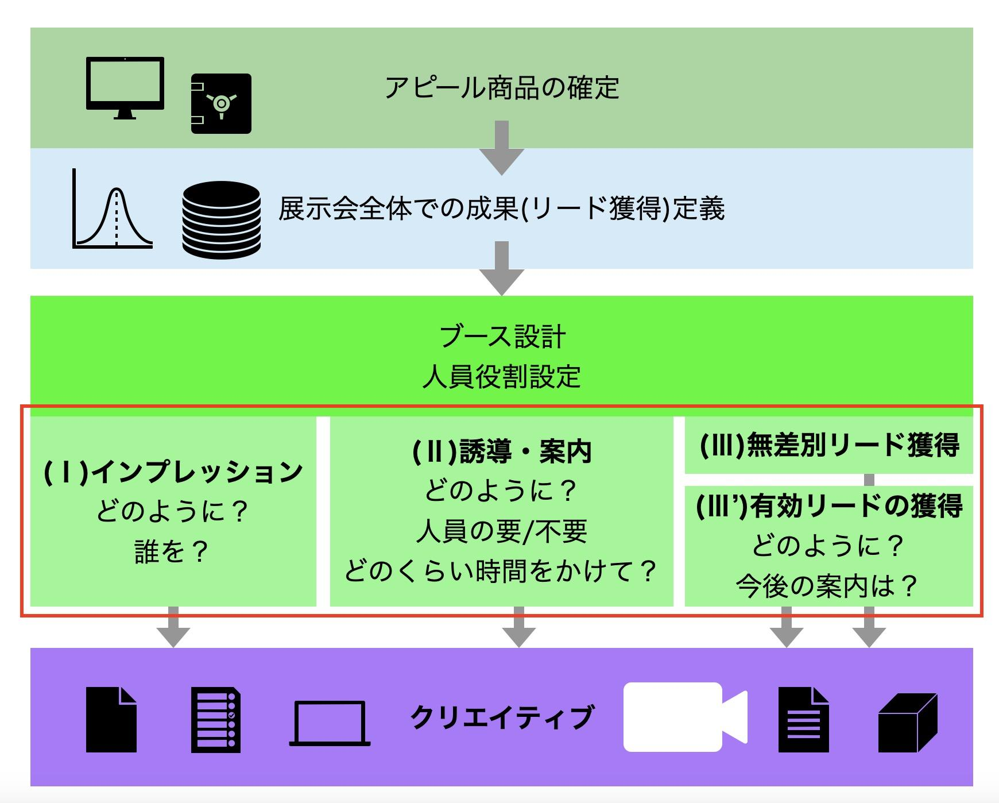 アピール商品の確定
展示会全体での成果(リード獲得)定義
ブース設計
人員役割設定
(Ⅰ)インプレッション
どのように？
誰を？
(Ⅱ)誘導・案内
どのように？
人員の要/不要
どのくらい時間をかけて？
(Ⅲ)無差別リード獲得
(Ⅲ’)有効リードの獲得
どのように？
今後の案内は？
クリエイティブ